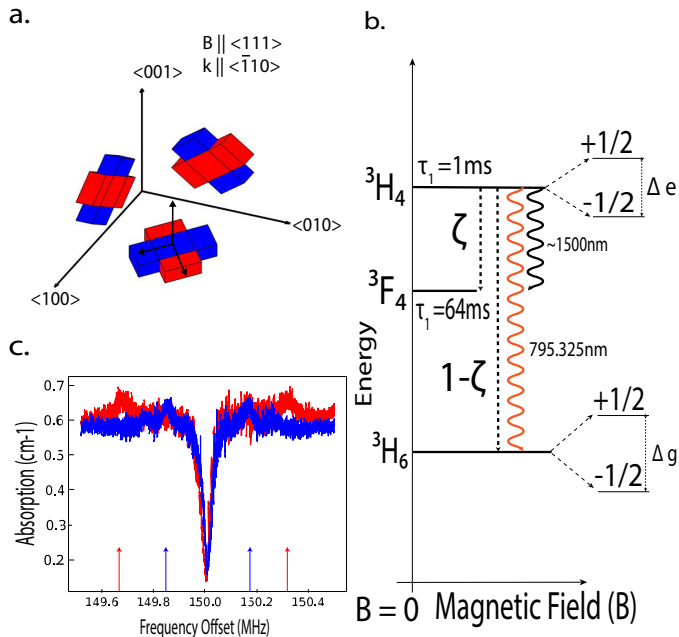 a.
B || <111>
k || <1̅10>
<001>
<010>
<100>
b.
Energy
³H₄
τ₁=1ms
+1/2
-1/2
Δ e
ζ
~1500nm
³F₄
τ₁=64ms
1-ζ
795.325nm
³H₆
+1/2
-1/2
Δ g
B = 0
Magnetic Field (B)
c.
Absorption (cm-1)
0.7
0.6
0.5
0.4
0.3
0.2
149.6
149.8
150.0
150.2
150.4
Frequency Offset (MHz)